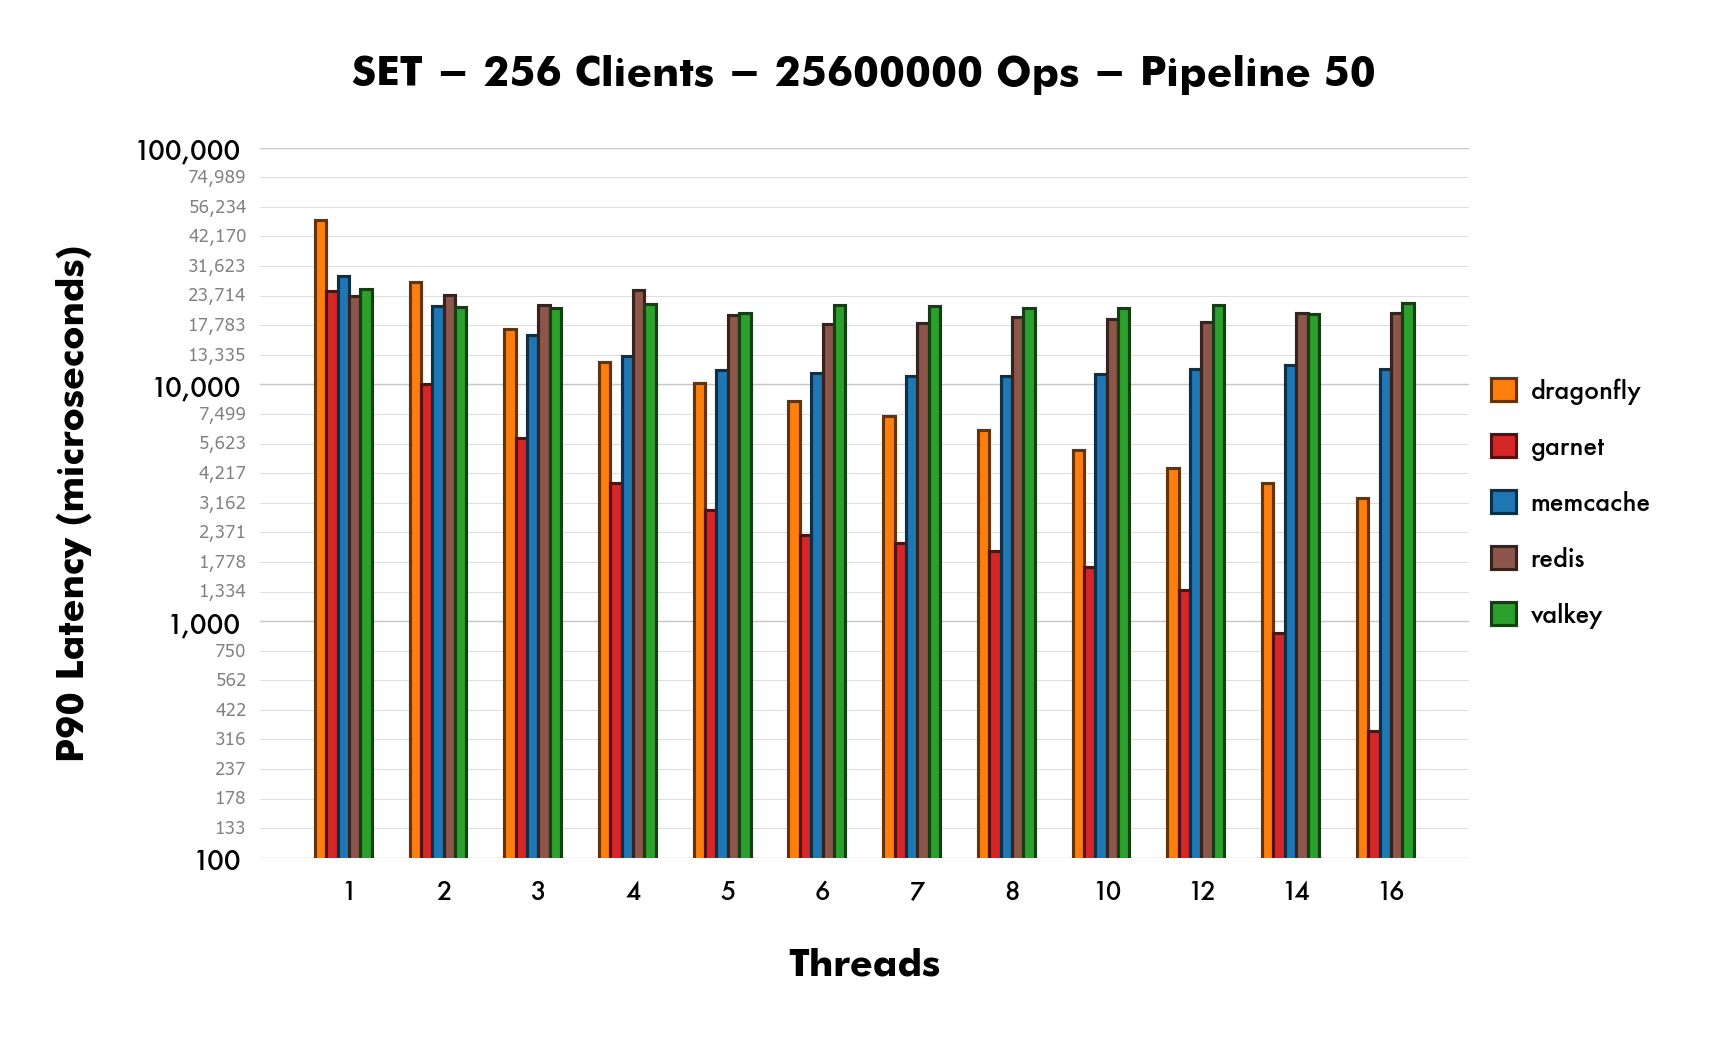 SET – 256 Clients – 25600000 Ops – Pipeline 50
P90 Latency (microseconds)
100,000
74,989
56,234
42,170
31,623
23,714
17,783
13,335
10,000
7,499
5,623
4,217
3,162
2,371
1,778
1,334
1,000
750
562
422
316
237
178
133
100
1 2 3 4 5 6 7 8 10 12 14 16
Threads
dragonfly
garnet
memcache
redis
valkey